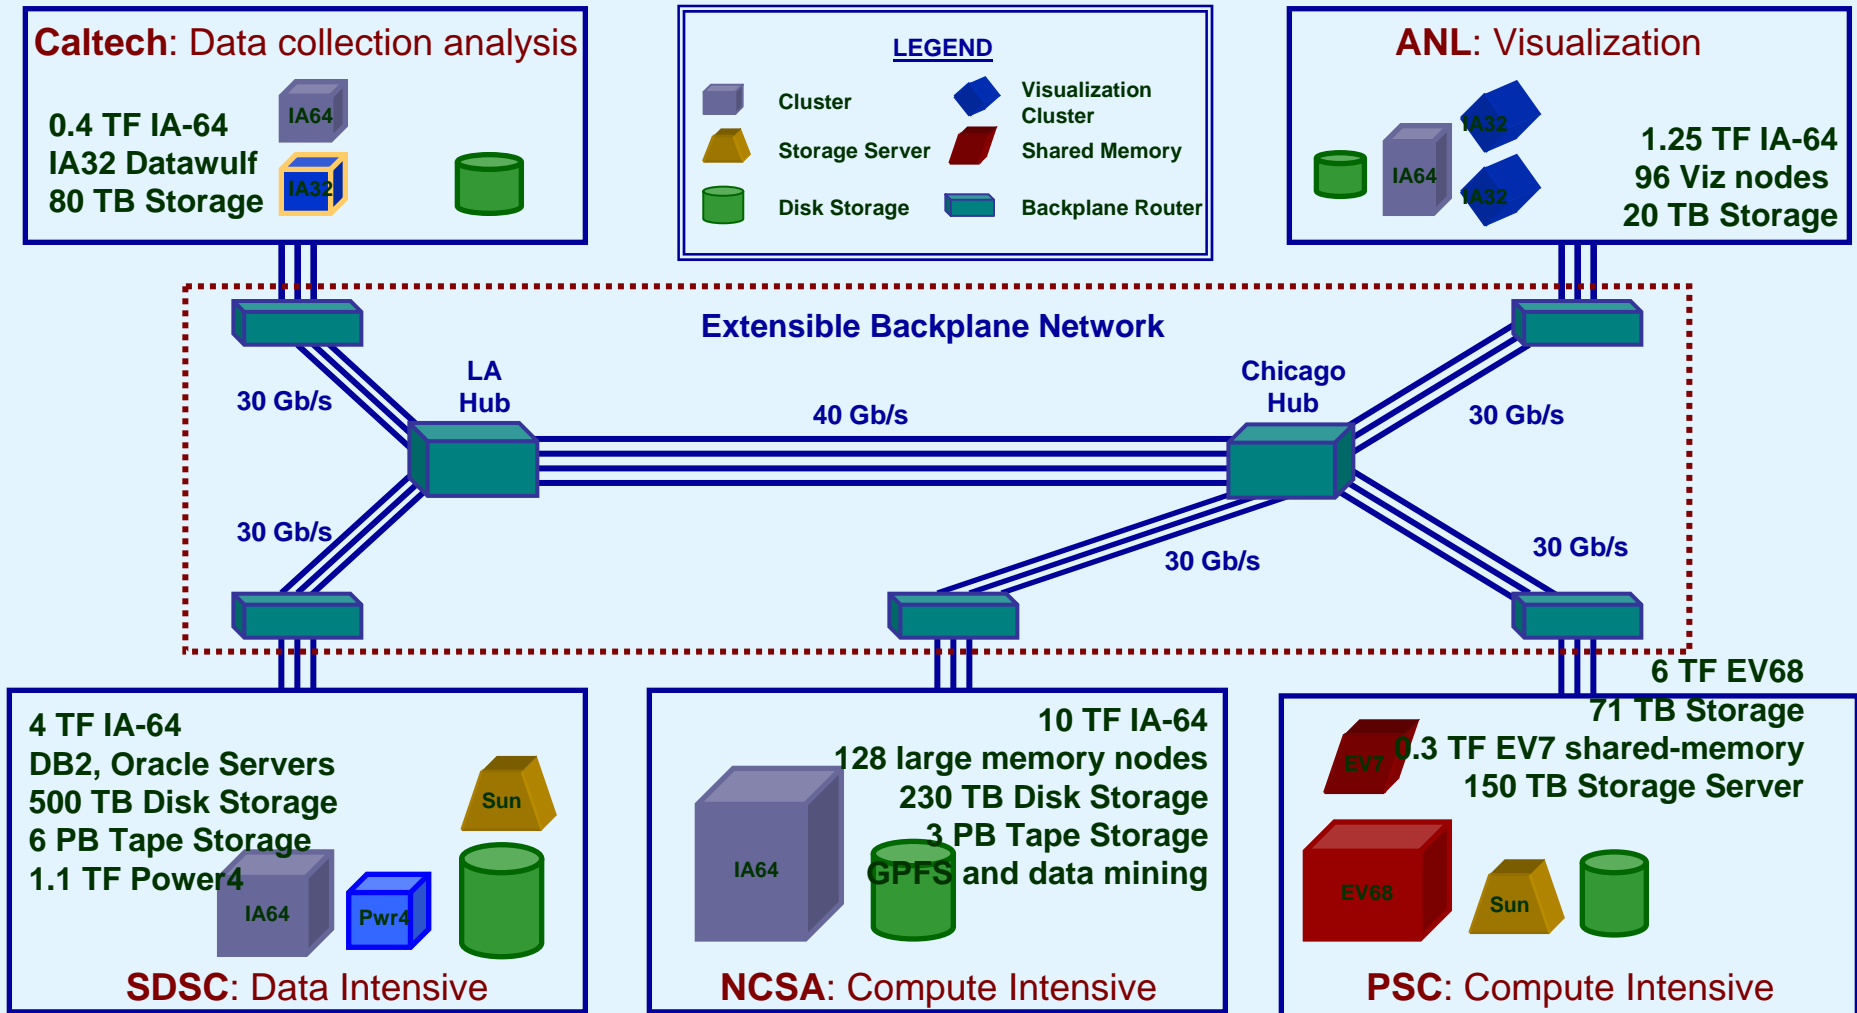 Caltech: Data collection analysis
0.4 TF IA-64
IA32 Datawulf
80 TB Storage
IA64
IA32
LEGEND
Cluster
Visualization
Cluster
Storage Server
Shared Memory
Disk Storage
Backplane Router
ANL: Visualization
IA32
IA64
IA32
1.25 TF IA-64
96 Viz nodes
20 TB Storage
Extensible Backplane Network
LA
Hub
Chicago
Hub
30 Gb/s
40 Gb/s
30 Gb/s
30 Gb/s
30 Gb/s
30 Gb/s
4 TF IA-64
DB2, Oracle Servers
500 TB Disk Storage
6 PB Tape Storage
1.1 TF Power4
Sun
IA64
Pwr4
SDSC: Data Intensive
10 TF IA-64
128 large memory nodes
230 TB Disk Storage
3 PB Tape Storage
GPFS and data mining
IA64
NCSA: Compute Intensive
6 TF EV68
71 TB Storage
0.3 TF EV7 shared-memory
150 TB Storage Server
EV7
EV68
Sun
PSC: Compute Intensive